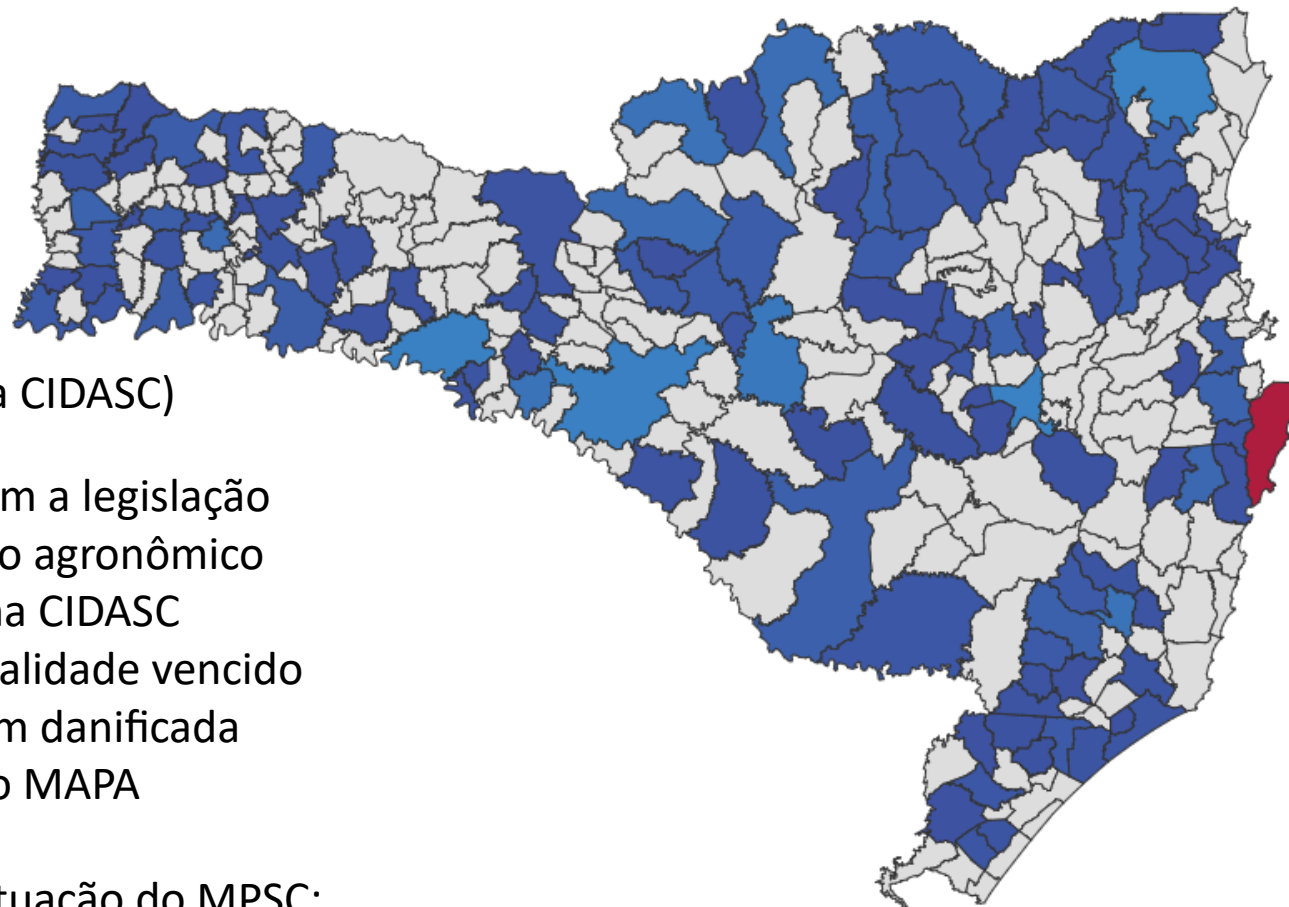 a CIDASC)
m a legislação
o agronômico
na CIDASC
alidade vencido
m danificada
o MAPA
tuação do MPSC: